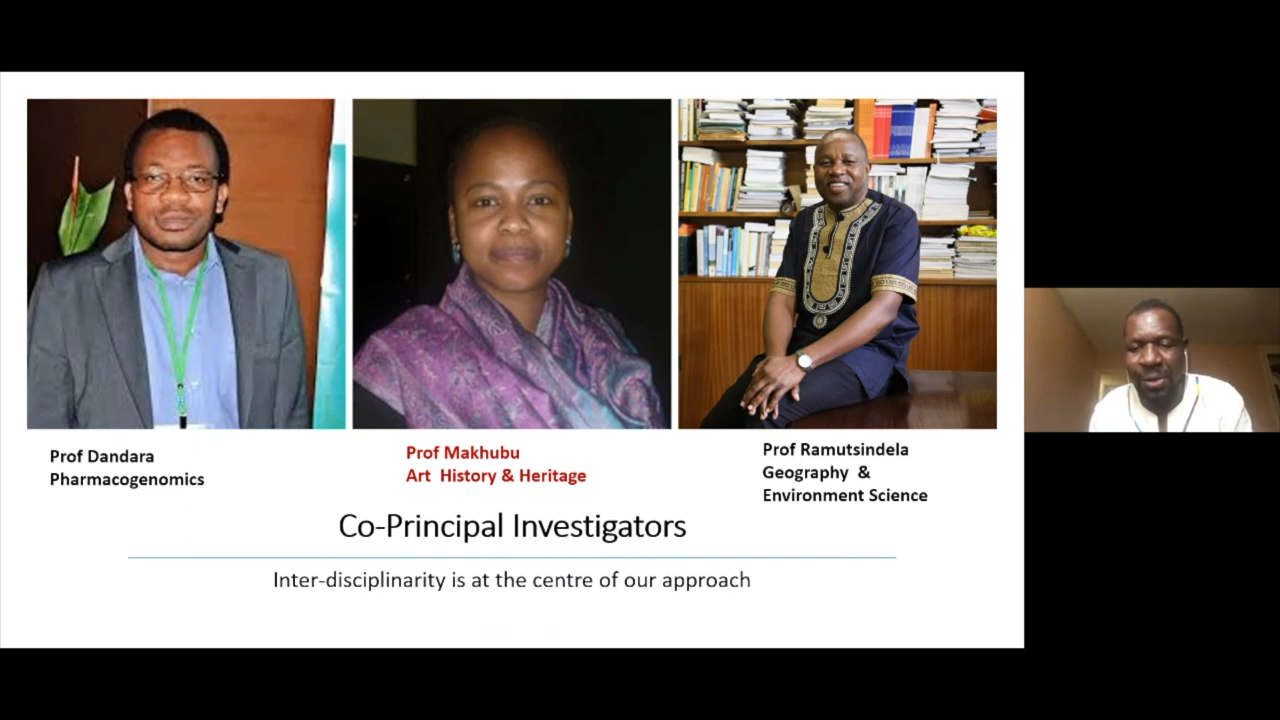 Prof Dandara
Pharmacogenomics
Prof Makhubu
Art History & Heritage
Prof Ramutsindela
Geography &
Environment Science
Co-Principal Investigators
Inter-disciplinarity is at the centre of our approach